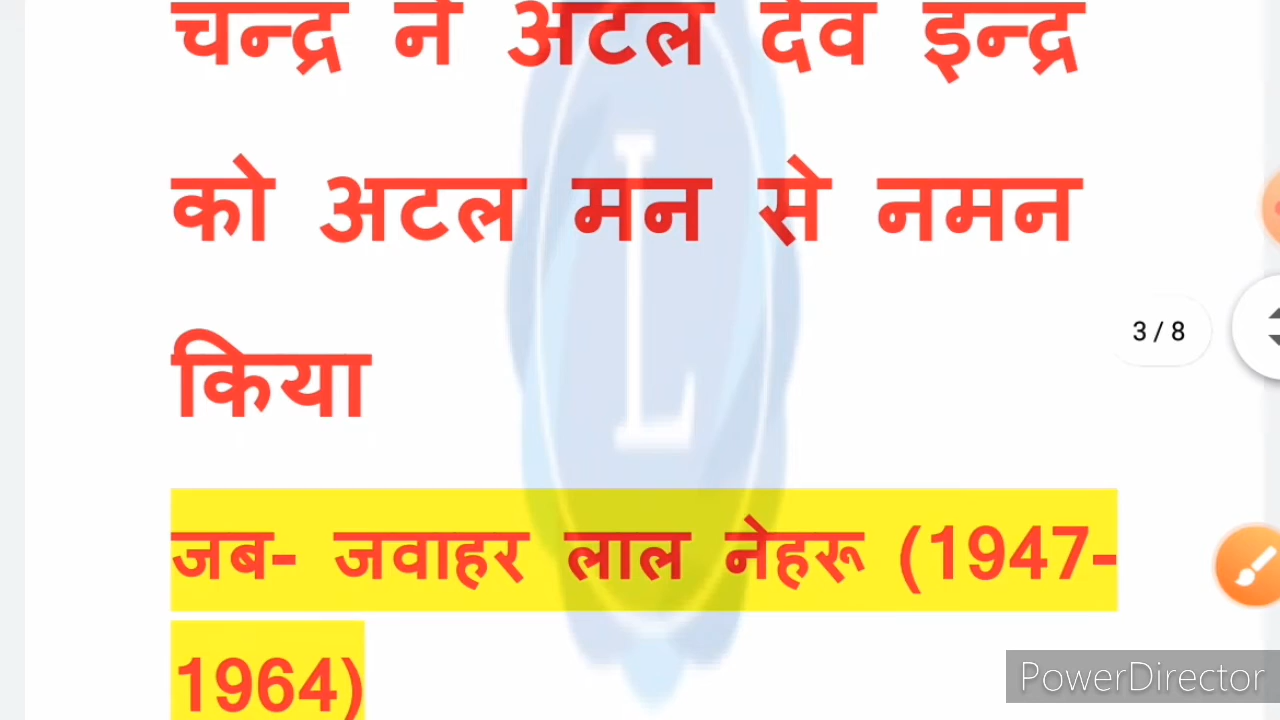 चन्द्र ने अटल देव इन्द्र
को अटल मन से नमन
किया
3 / 8
जब- जवाहर लाल नेहरू (1947-
1964)
PowerDirector
L